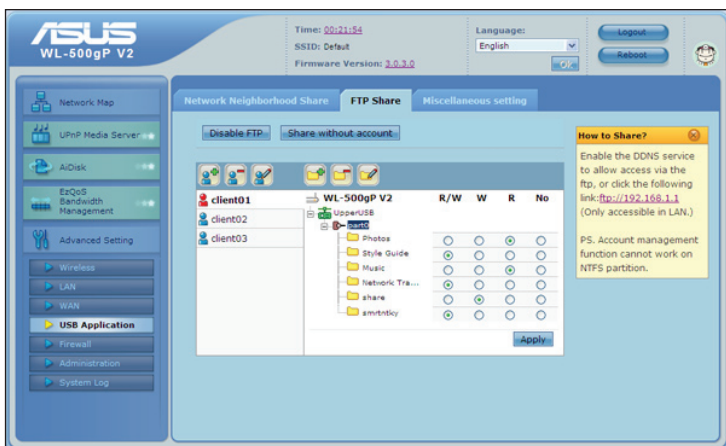 ASUS
WL-500gP V2
Time: 00:21:54
SSID: Default
Firmware Version: 3.0.3.0
Language:
English
OK
Logout
Reboot
Network Map
UPnP Media Server
AiDisk
EzQoS
Bandwidth
Management
Advanced Setting
Wireless
LAN
WAN
USB Application
Firewall
Administration
System Log
Network Neighborhood Share
FTP Share
Miscellaneous setting
Disable FTP
Share without account
client01
client02
client03
WL-500gP V2 R/W W R No
UpperUSB
part0
Photos
Style Guide
Music
Network Tra...
share
smrtntky
Apply
How to Share?
Enable the DDNS service
to allow access via the
ftp, or click the following
link:ftp://192.168.1.1
(Only accessible in LAN.)
PS. Account management
function cannot work on
NTFS partition.